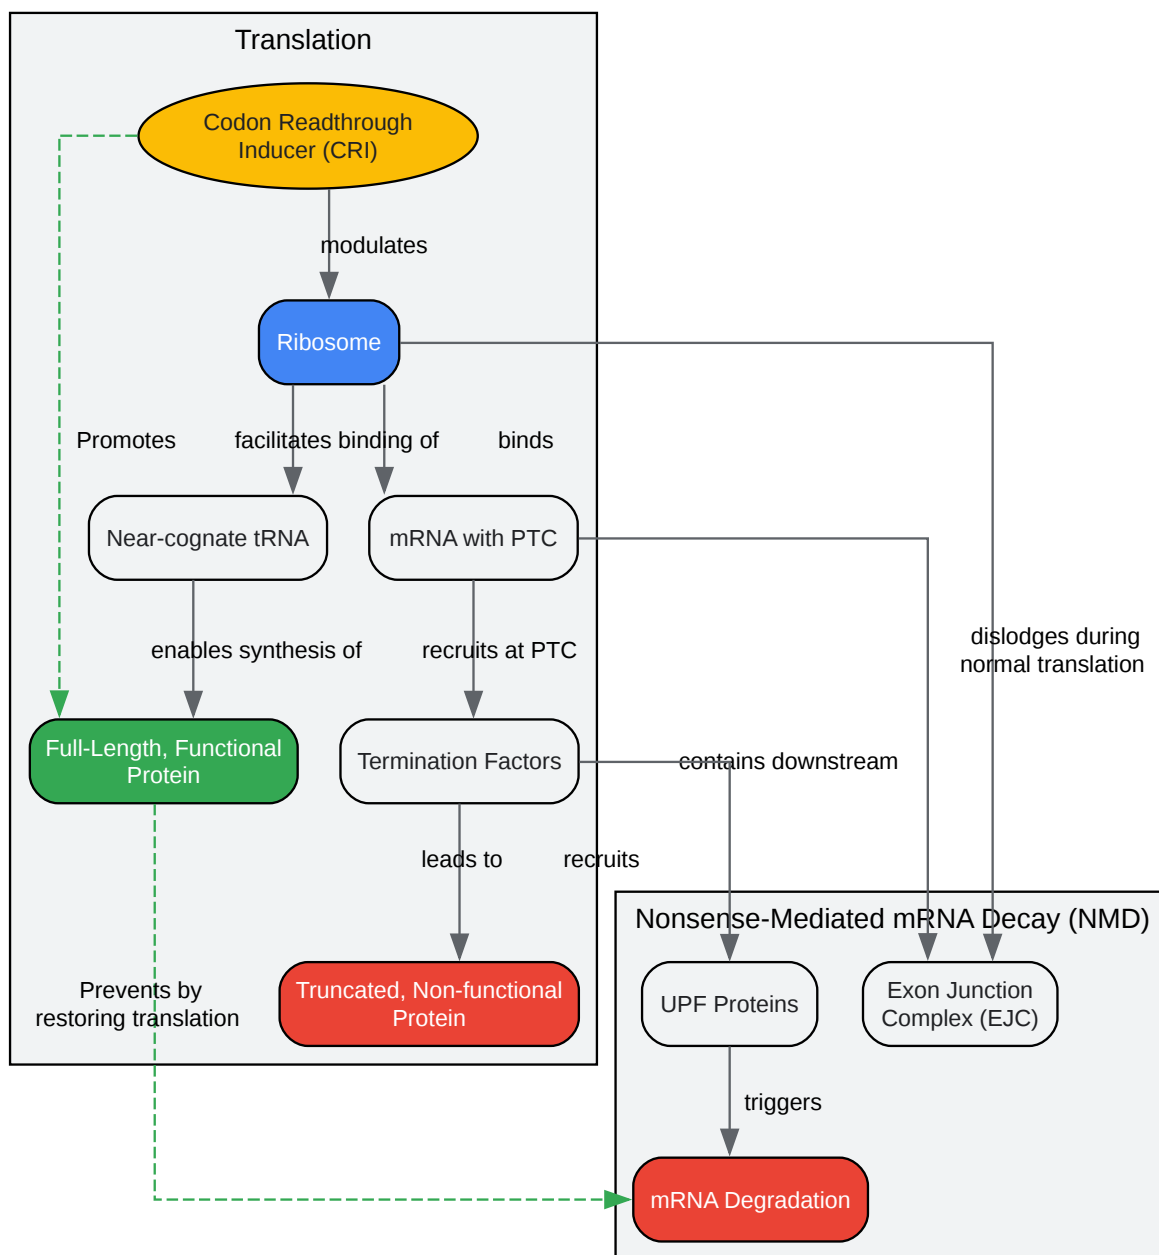 Translation
Codon Readthrough
Inducer (CRI)
modulates
Ribosome
Promotes
facilitates binding of
binds
Near-cognate tRNA
mRNA with PTC
enables synthesis of
recruits at PTC
dislodges during
normal translation
Full-Length, Functional
Protein
Termination Factors
contains downstream
leads to
recruits
Nonsense-Mediated mRNA Decay (NMD)
Prevents by
restoring translation
Truncated, Non-functional
Protein
UPF Proteins
Exon Junction
Complex (EJC)
triggers
mRNA Degradation